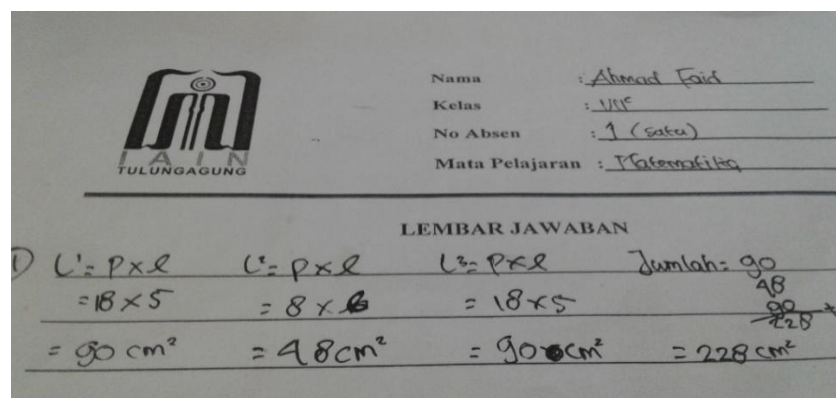 IAIN
TULUNGAGUNG
Nama : Ahmad Faid
Kelas : VIIIᶜ
No Absen : 1 (satu)
Mata Pelajaran : Matematika
LEMBAR JAWABAN
① L¹ = p x l L² = p x l L³ = p x l Jumlah = 90
48
= 18 x 5 = 8 x 6 = 18 x 5 90 +
228
= 90 cm² = 48 cm² = 90 cm² = 228 cm²